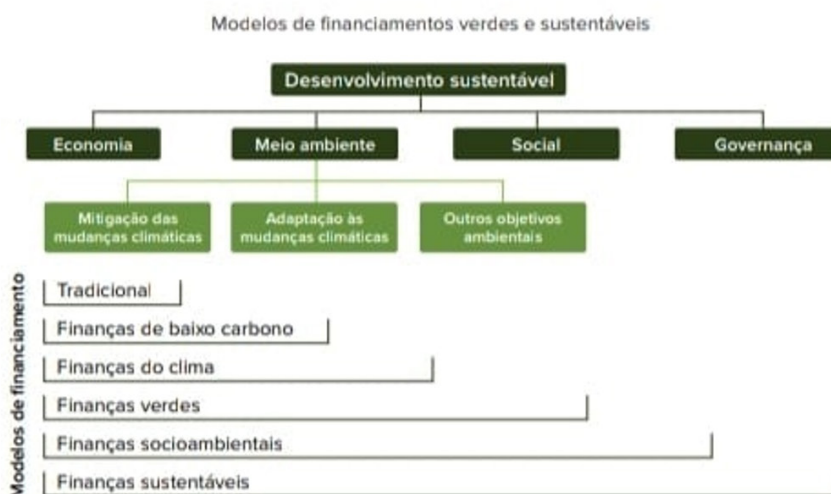 Modelos de financiamentos verdes e sustentáveis
Desenvolvimento sustentável
Economia
Meio ambiente
Social
Governança
Mitigação das
mudanças climáticas
Adaptação às
mudanças climáticas
Outros objetivos
ambientais
Modelos de financiamento
Tradicional
Finanças de baixo carbono
Finanças do clima
Finanças verdes
Finanças socioambientais
Finanças sustentáveis